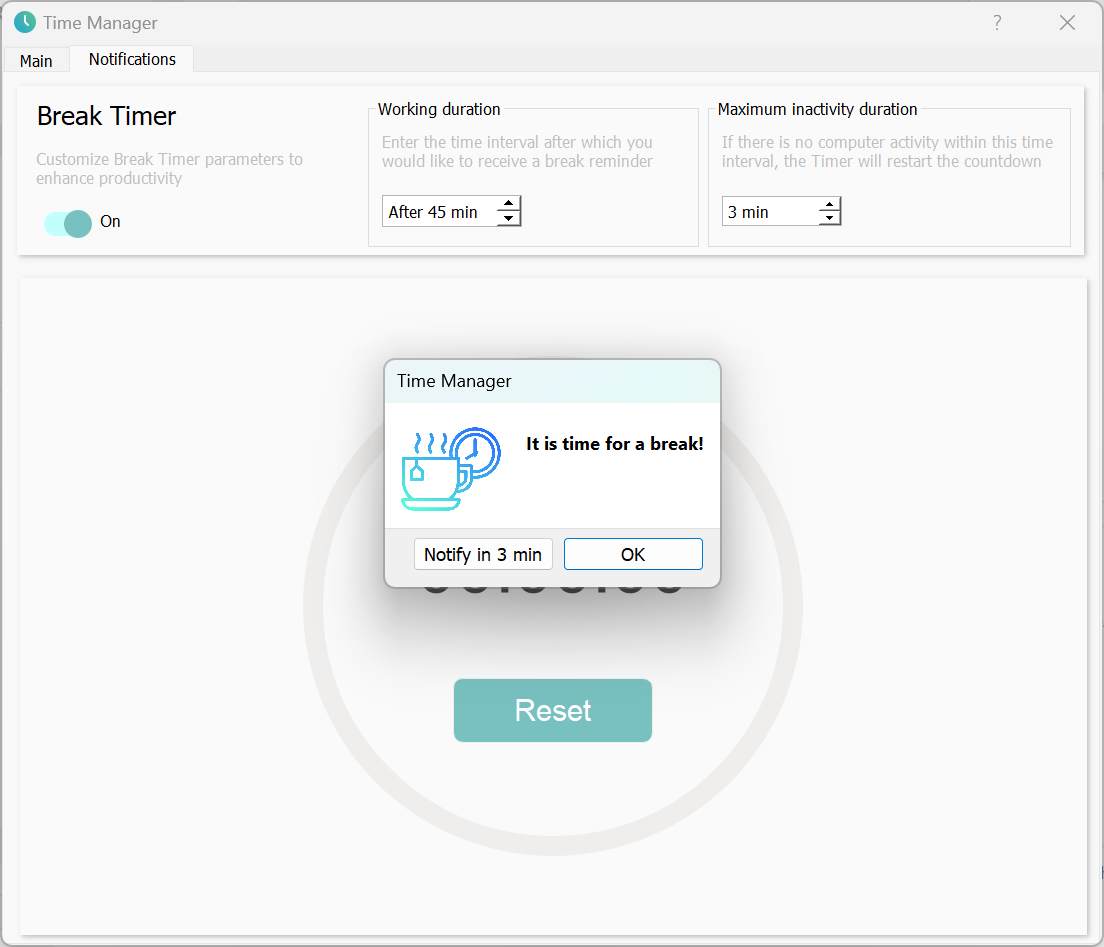 Time Manager
?
Main
Notifications
Break Timer
Customize Break Timer parameters to
enhance productivity
On
Working duration
Enter the time interval after which you
would like to receive a break reminder
After 45 min
Maximum inactivity duration
If there is no computer activity within this time
interval, the Timer will restart the countdown
3 min
Time Manager
It is time for a break!
Notify in 3 min
OK
Reset